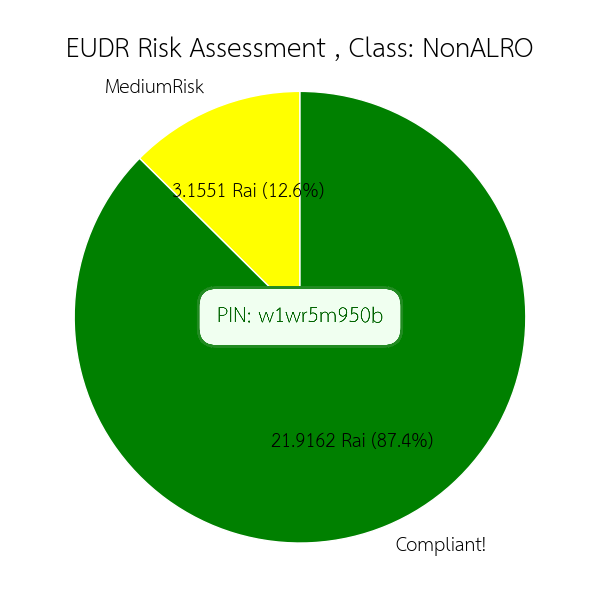 EUDR Risk Assessment , Class: NonALRO
MediumRisk
3.1551 Rai (12.6%)
PIN: w1wr5m950b
21.9162 Rai (87.4%)
Compliant!